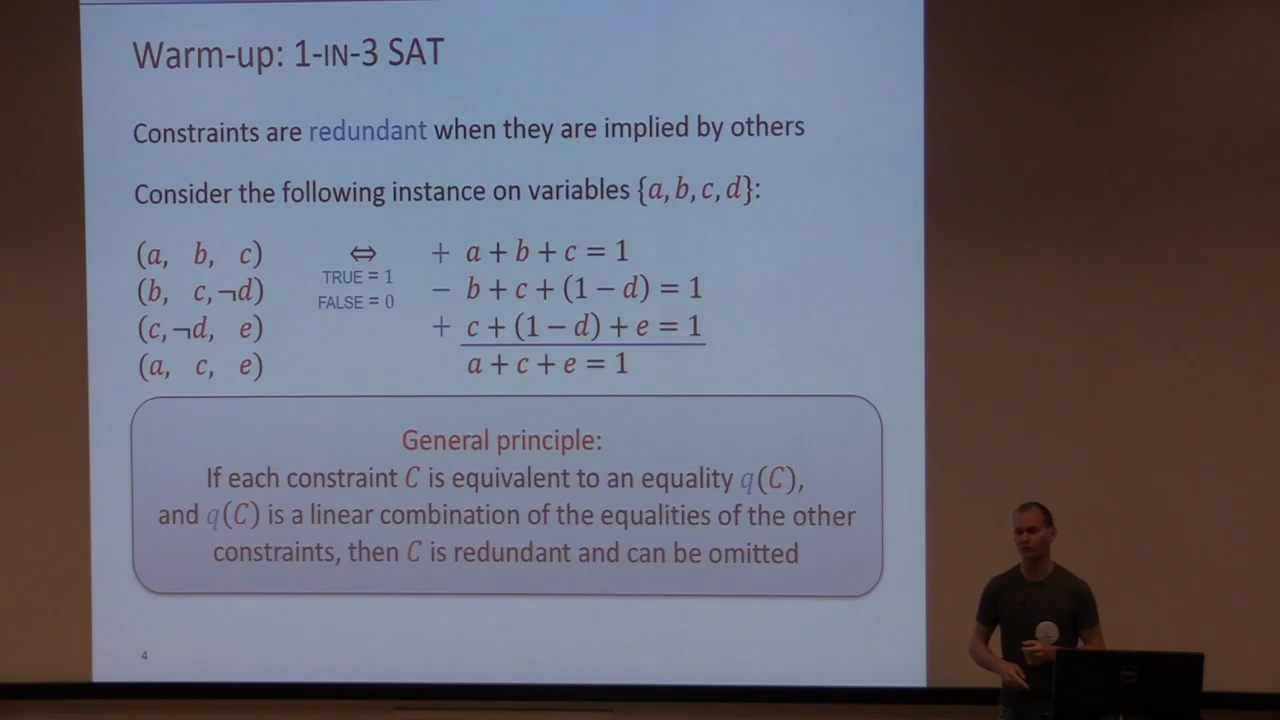 Warm-up: 1-IN-3 SAT
Constraints are redundant when they are implied by others
Consider the following instance on variables {a, b, c, d}:
(a, b, c) ⇔ + a + b + c = 1
TRUE = 1
(b, c, ¬d) − b + c + (1 − d) = 1
FALSE = 0
(c, ¬d, e) + c + (1 − d) + e = 1
(a, c, e) a + c + e = 1
General principle:
If each constraint C is equivalent to an equality q(C),
and q(C) is a linear combination of the equalities of the other
constraints, then C is redundant and can be omitted
4